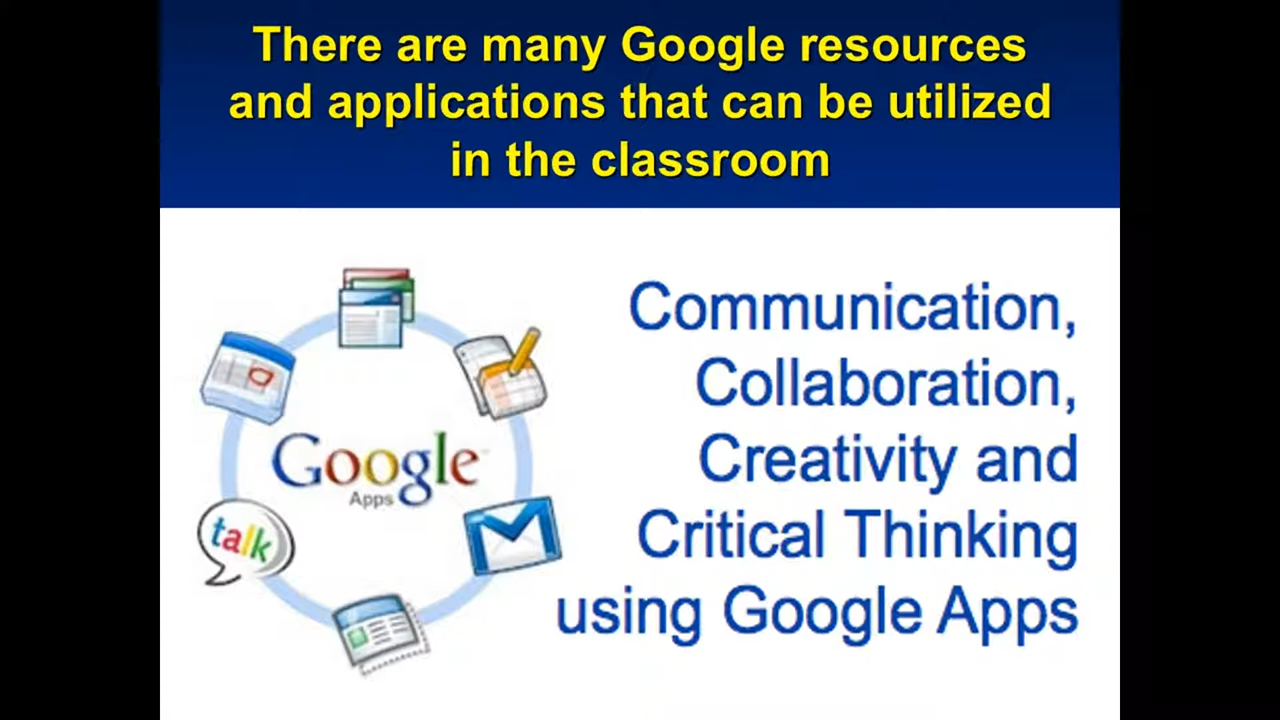 There are many Google resources
and applications that can be utilized
in the classroom
Communication,
Collaboration,
Creativity and
Critical Thinking
using Google Apps
Google
Apps
talk